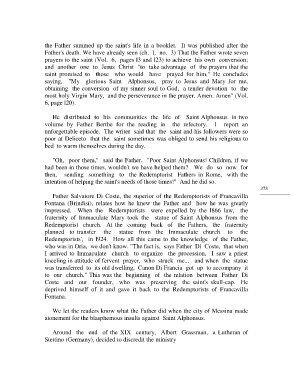 the Father summed up the saint's life in a booklet. It was published after the
Father's death. We have already seen (ch. 1, no. 3) That the Father wrote seven
prayers to the saint (Vol. 6, pages 13 and 123) to achieve his own conversion;
and another one to Jesus Christ "to take advantage of the prayers that the
saint promised to those who would have prayed for him." He concludes
saying, "My glorious Saint Alphonsus, pray to Jesus and Mary for me,
obtaining the conversion of my sinner soul to God, a tender devotion to the
most holy Virgin Mary, and the perseverance in the prayer. Amen. Amen" (Vol.
6, page 120).
He distributed to his communities the life of Saint Alphonsus in two
volume by Father Berthe for the reading in the refectory. I report an
unforgettable episode. The writer said that the saint and his followers were so
poor at Deliceto that the saint sometimes was obliged to send his religious to
bed to warm themselves during the day.
"Oh, poor them," said the Father. "Poor Saint Alphonsus! Children, if we
had been in those times, wouldn't we have helped them? We do so now for
then, sending something to the Redemptorist Fathers in Rome, with the
intention of helping the saint's needs of those times!" And he did so.
Father Salvatore Di Coste, the superior of the Redemptorists of Francavilla
Fontana (Brindisi), relates how he knew the Father and how he was greatly
impressed. When the Redemptorists were expelled by the 1866 law, the
fraternity of Immaculate Mary took the statue of Saint Alphonsus from the
Redemptorist church. At the coming back of the Fathers, the fraternity
planned to transfer the statue from the Immaculate church to the
Redemptorists', in 1924. How all this came to the knowledge of the Father,
who was in Oria, we don't know. "The fact is, says Father Di Coste, that when
I arrived to Immaculate church to organize the procession, I saw a priest
kneeling in attitude of fervent prayer, who struck me... and when the statue
was transferred to its old dwelling, Canon Di Francia got up to accompany it
to our church." This was the beginning of the relation between Father Di
Coste and our founder, who was preserving the saint's skull-cap. He
deprived himself of it and gave it back to the Redemptorists of Francavilla
Fontana.
We let the readers know what the Father did when the city of Messina made
atonement for the blasphemous insults against Saint Alphonsus.
Around the end of the XIX century, Albert Grassman, a Lutheran of
Stettino (Germany), decided to discredit the ministry